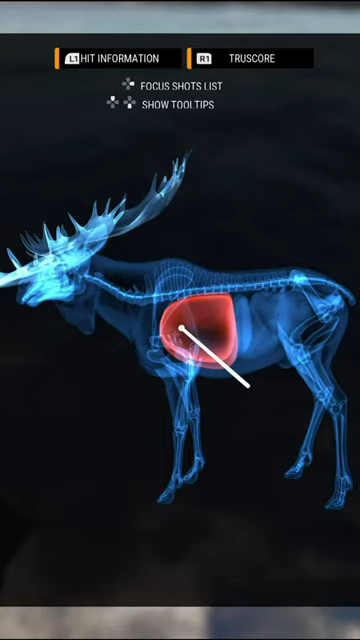 L1 HIT INFORMATION
R1 TRUSCORE
FOCUS SHOTS LIST
SHOW TOOLTIPS